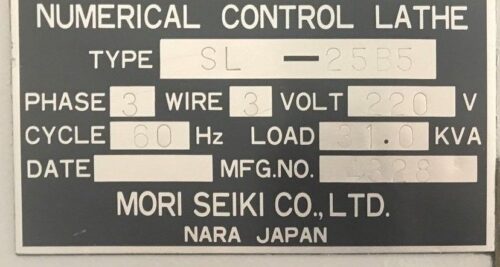 NUMERICAL CONTROL LATHE
TYPE SL - 25B5
PHASE 3 WIRE 3 VOLT 220 V
CYCLE 60 Hz LOAD 31.0 KVA
DATE MFG.NO.
MORI SEIKI CO.,LTD.
NARA JAPAN